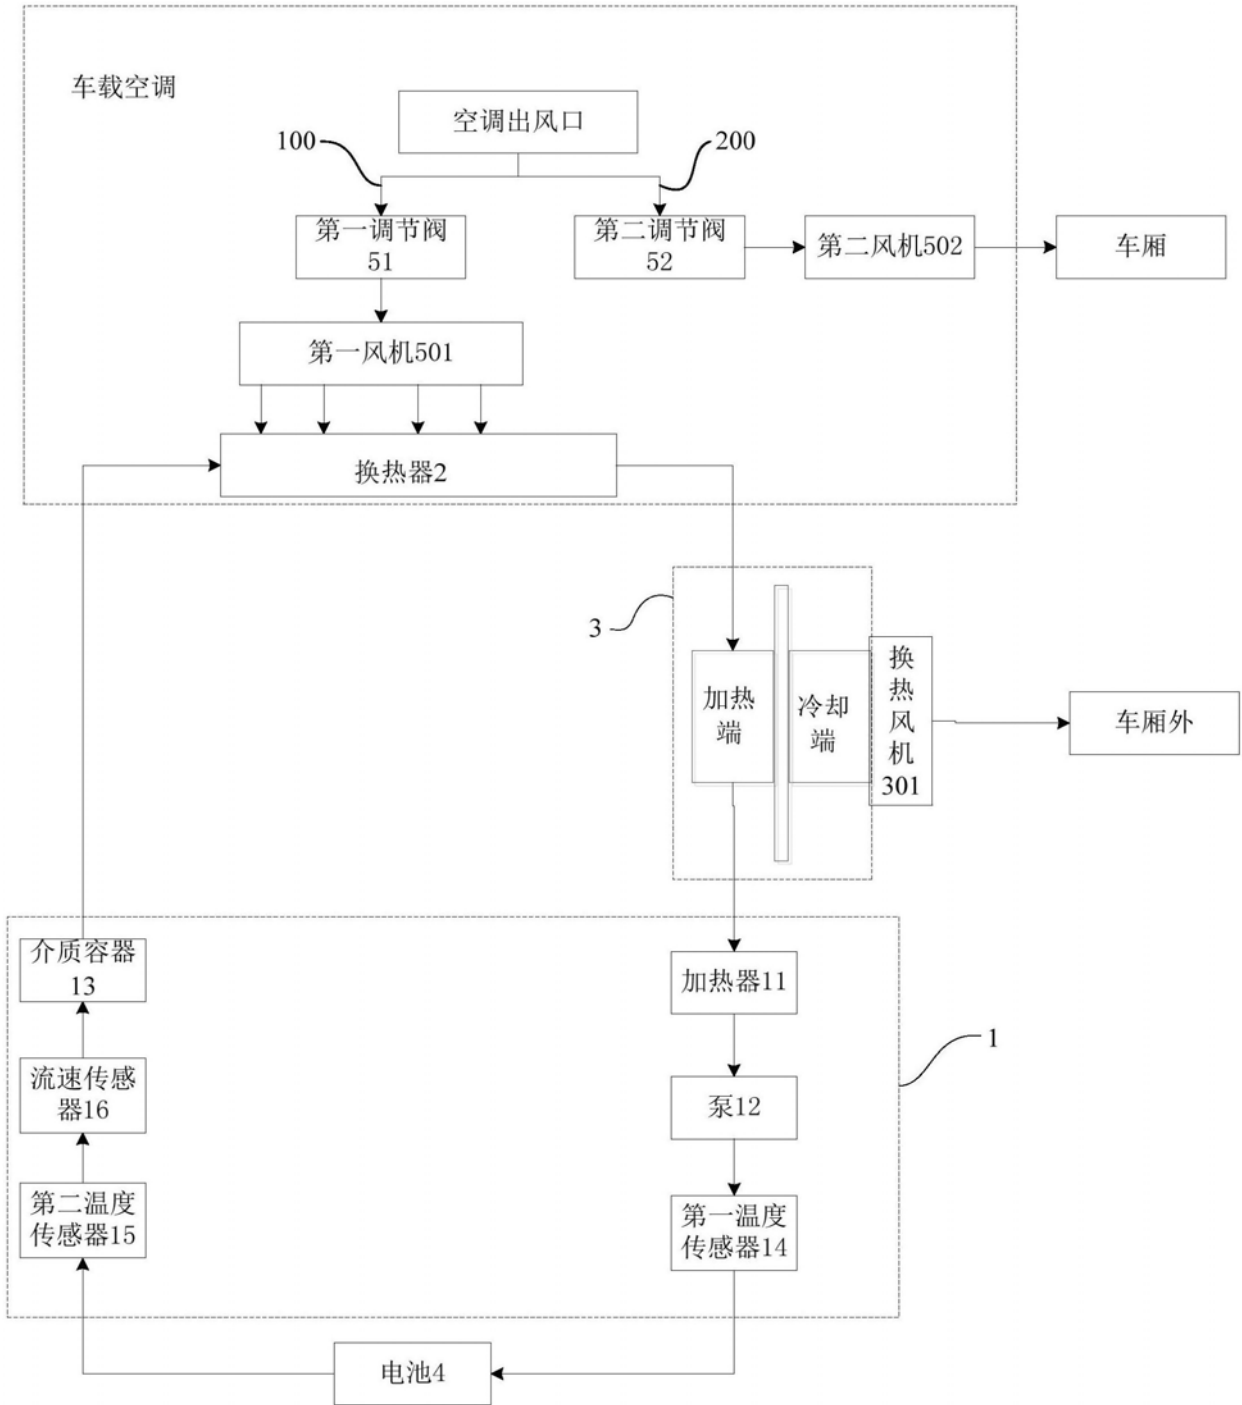 车载空调
空调出风口
100
200
第一调节阀
51
第二调节阀
52
第二风机502
车厢
第一风机501
换热器2
3
加热
端
冷却
端
换
热
风
机
301
车厢外
介质容器
13
加热器11
1
流速传感
器16
泵12
第二温度
传感器15
第一温度
传感器14
电池4